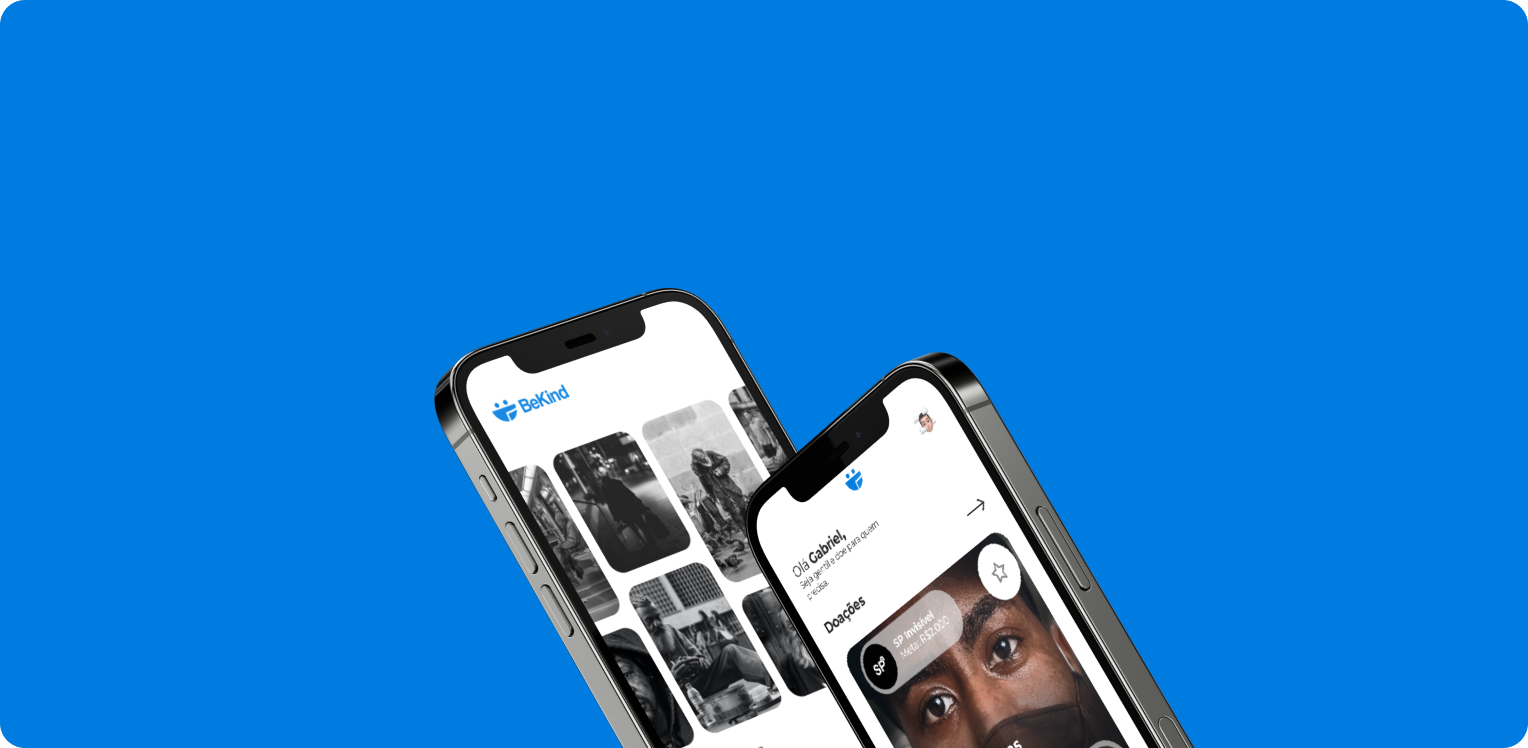 BeKind
Olá Gabriel,
Seja gentil e doe para quem
precisa.
Doações
SP Invisível
Meta: R$2.000
SP